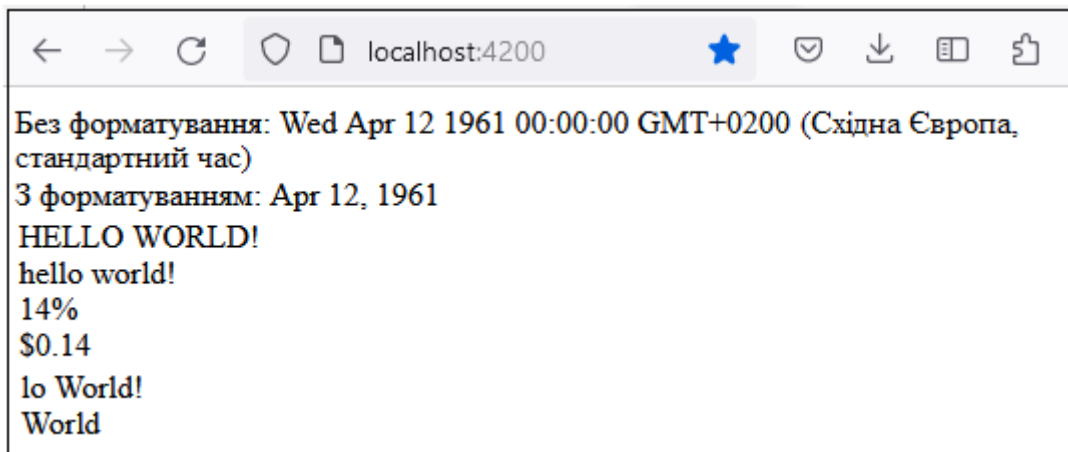 localhost:4200
Без форматування: Wed Apr 12 1961 00:00:00 GMT+0200 (Східна Європа,
стандартний час)
З форматуванням: Apr 12, 1961
HELLO WORLD!
hello world!
14%
$0.14
lo World!
World